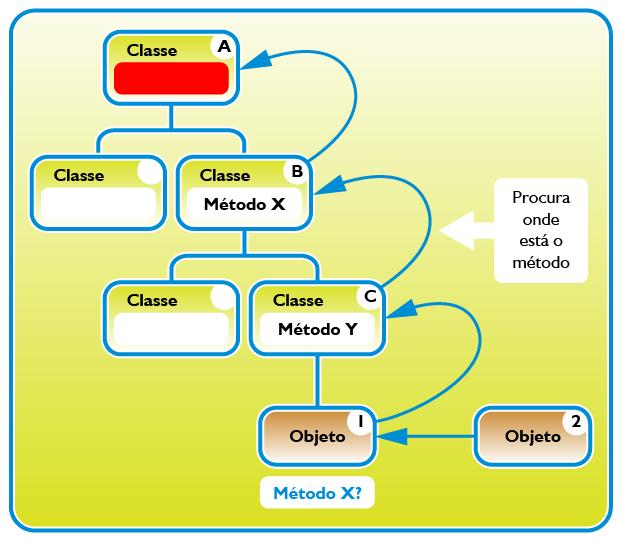 Classe A
Classe
Classe B
Método X
Procura
onde
está o
método
Classe
Classe C
Método Y
Objeto 1
Objeto 2
Método X?